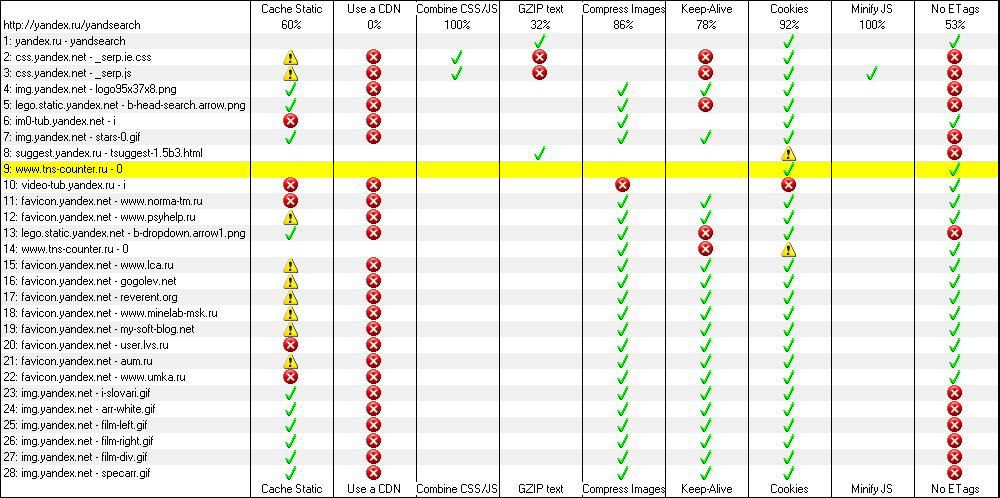 Cache Static Use a CDN Combine CSS/JS GZIP text Compress Images Keep-Alive Cookies Minify JS No ETags
http://yandex.ru/yandsearch 60% 0% 100% 32% 86% 78% 92% 100% 53%
1: yandex.ru - yandsearch
2: css.yandex.net - _serp.ie.css
3: css.yandex.net - _serp.js
4: img.yandex.net - logo95x37x8.png
5: lego.static.yandex.net - b-head-search.arrow.png
6: im0-tub.yandex.net - i
7: img.yandex.net - stars-0.gif
8: suggest.yandex.ru - tsuggest-1.5b3.html
9: www.tns-counter.ru - 0
10: video-tub.yandex.ru - i
11: favicon.yandex.net - www.norma-tm.ru
12: favicon.yandex.net - www.psyhelp.ru
13: lego.static.yandex.net - b-dropdown.arrow1.png
14: www.tns-counter.ru - 0
15: favicon.yandex.net - www.lca.ru
16: favicon.yandex.net - gogolev.net
17: favicon.yandex.net - reverent.org
18: favicon.yandex.net - www.minelab-msk.ru
19: favicon.yandex.net - my-soft-blog.net
20: favicon.yandex.net - user.lvs.ru
21: favicon.yandex.net - aum.ru
22: favicon.yandex.net - www.umka.ru
23: img.yandex.net - i-slovari.gif
24: img.yandex.net - arr-white.gif
25: img.yandex.net - film-left.gif
26: img.yandex.net - film-right.gif
27: img.yandex.net - film-div.gif
28: img.yandex.net - specarr.gif
Cache Static Use a CDN Combine CSS/JS GZIP text Compress Images Keep-Alive Cookies Minify JS No ETags